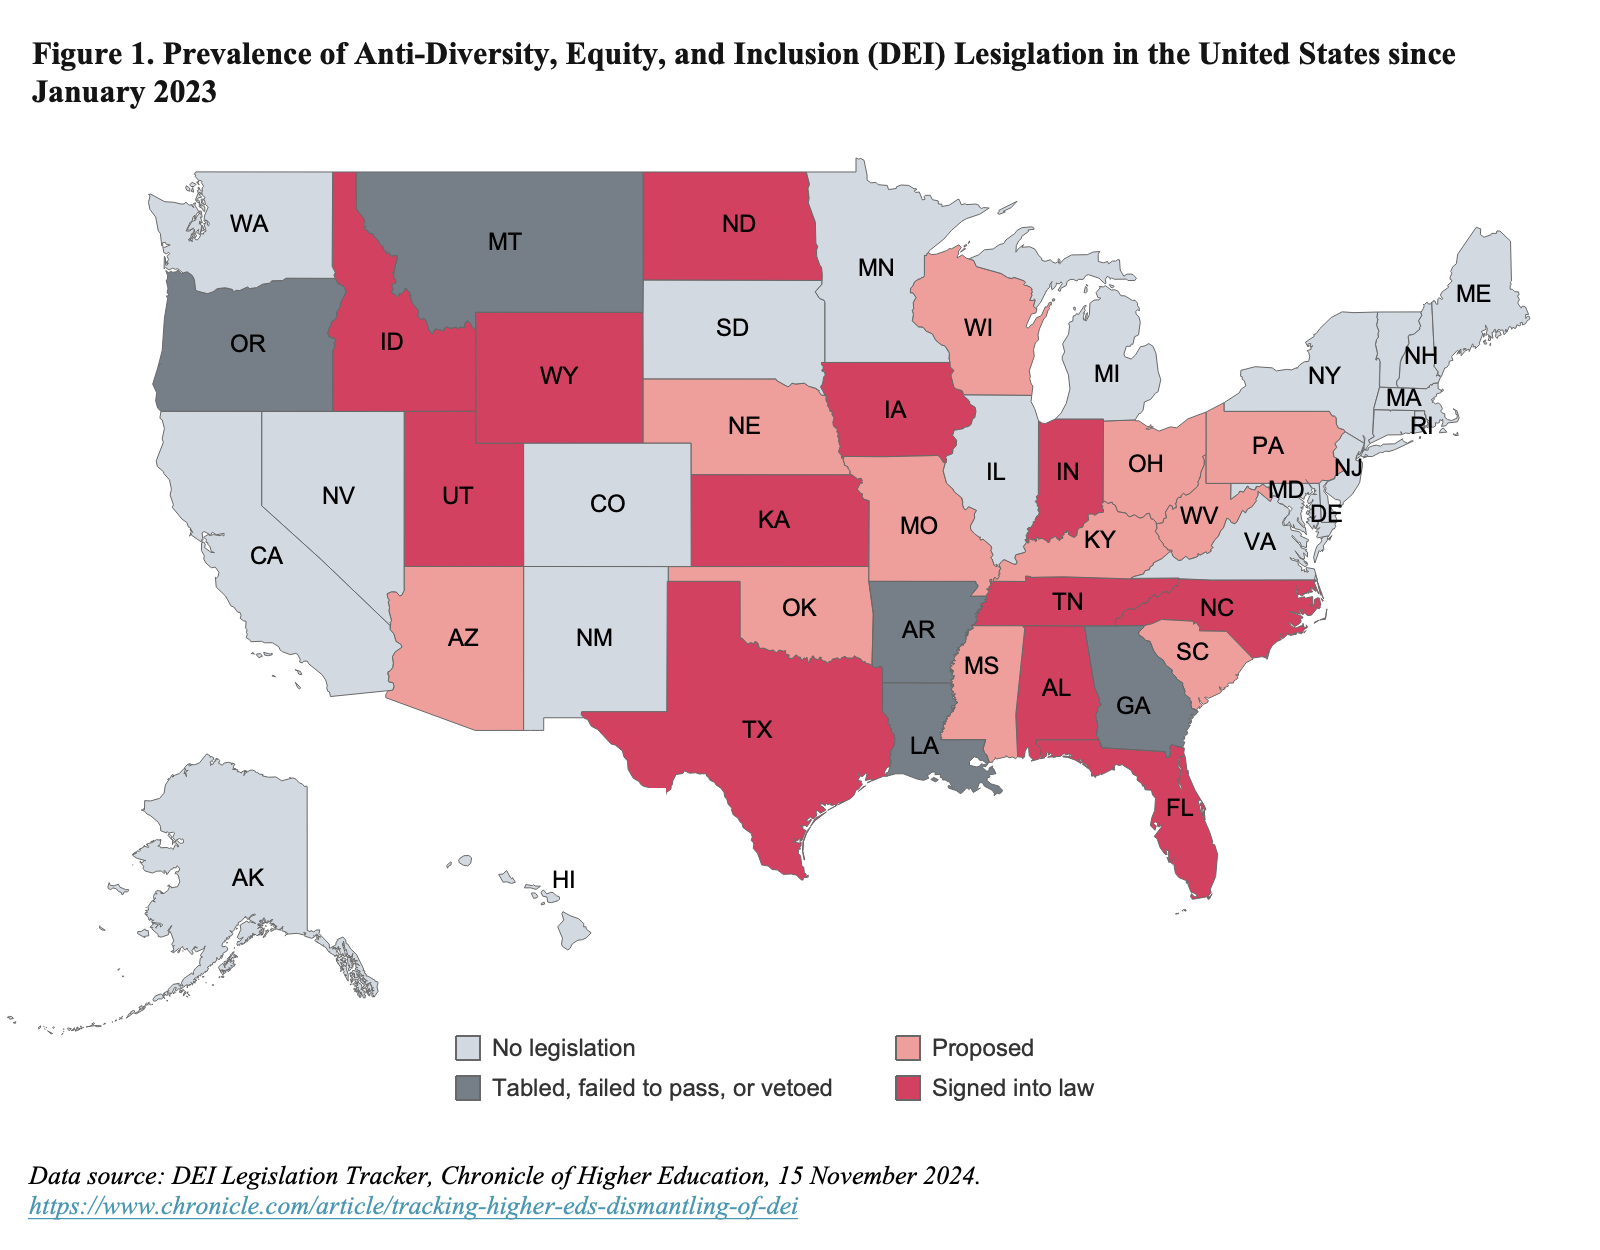 Figure 1. Prevalence of Anti-Diversity, Equity, and Inclusion (DEI) Lesiglation in the United States since
January 2023
WA
MT
ND
MN
ME
OR
ID
SD
WI
NH
WY
MI
NY
MA
IA
NE
RI
PA
OH
NJ
IL
IN
NV
UT
CO
KA
MO
MD
DE
WV
KY
VA
CA
AZ
NM
OK
AR
TN
NC
MS
SC
AL
GA
TX
LA
FL
AK
HI
No legislation
Proposed
Tabled, failed to pass, or vetoed
Signed into law
Data source: DEI Legislation Tracker, Chronicle of Higher Education, 15 November 2024.
https://www.chronicle.com/article/tracking-higher-eds-dismantling-of-dei